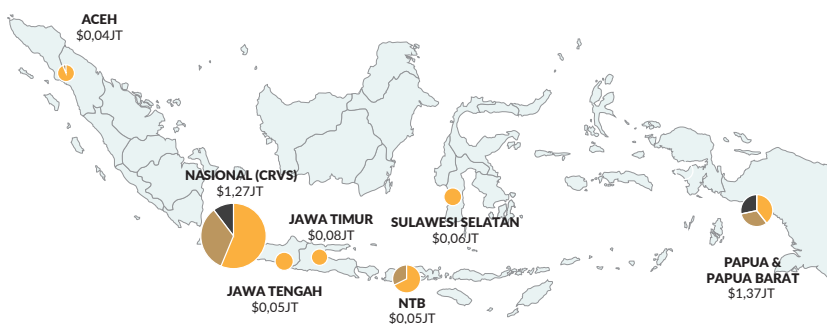 ACEH
$0,04JT
NASIONAL (CRVS)
$1,27JT
JAWA TIMUR
$0,08JT
SULAWESI SELATAN
$0,06JT
JAWA TENGAH
$0,05JT
NTB
$0,05JT
PAPUA &
PAPUA BARAT
$1,37JT